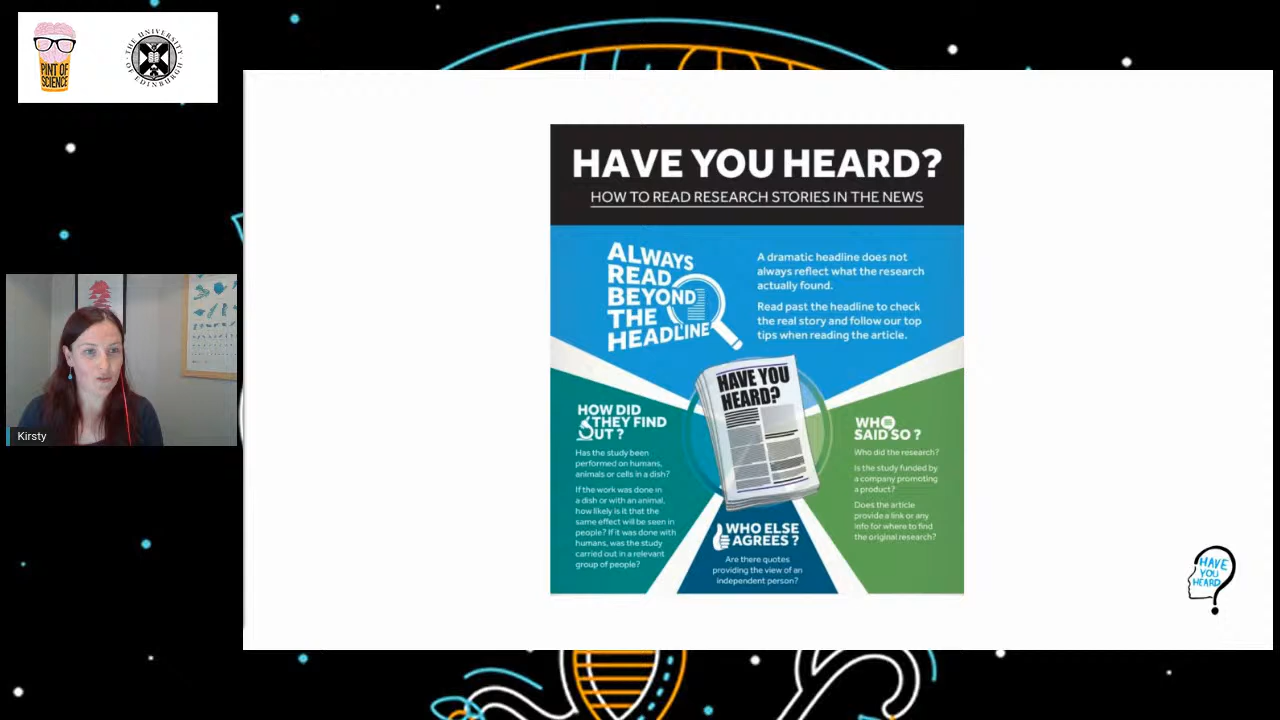 PINT OF
SCIENCE
THE UNIVERSITY
OF EDINBURGH
Kirsty
HAVE YOU HEARD?
HOW TO READ RESEARCH STORIES IN THE NEWS
ALWAYS
READ
BEYOND
THE
HEADLINE
A dramatic headline does not
always reflect what the research
actually found.
Read past the headline to check
the real story and follow our top
tips when reading the article.
HAVE YOU
HEARD?
HOW DID
THEY FIND
OUT?
Has the study been
performed on humans,
animals or cells in a dish?
If the work was done in
a dish or with an animal,
how likely is it that the
same effect will be seen in
people? If it was done with
humans, was the study
carried out in a relevant
group of people?
WHO ELSE
AGREES?
Are there quotes
providing the view of an
independent person?
WHO
SAID SO?
Who did the research?
Is the study funded by
a company promoting
a product?
Does the article
provide a link or any
info for where to find
the original research?
HAVE
YOU
HEARD